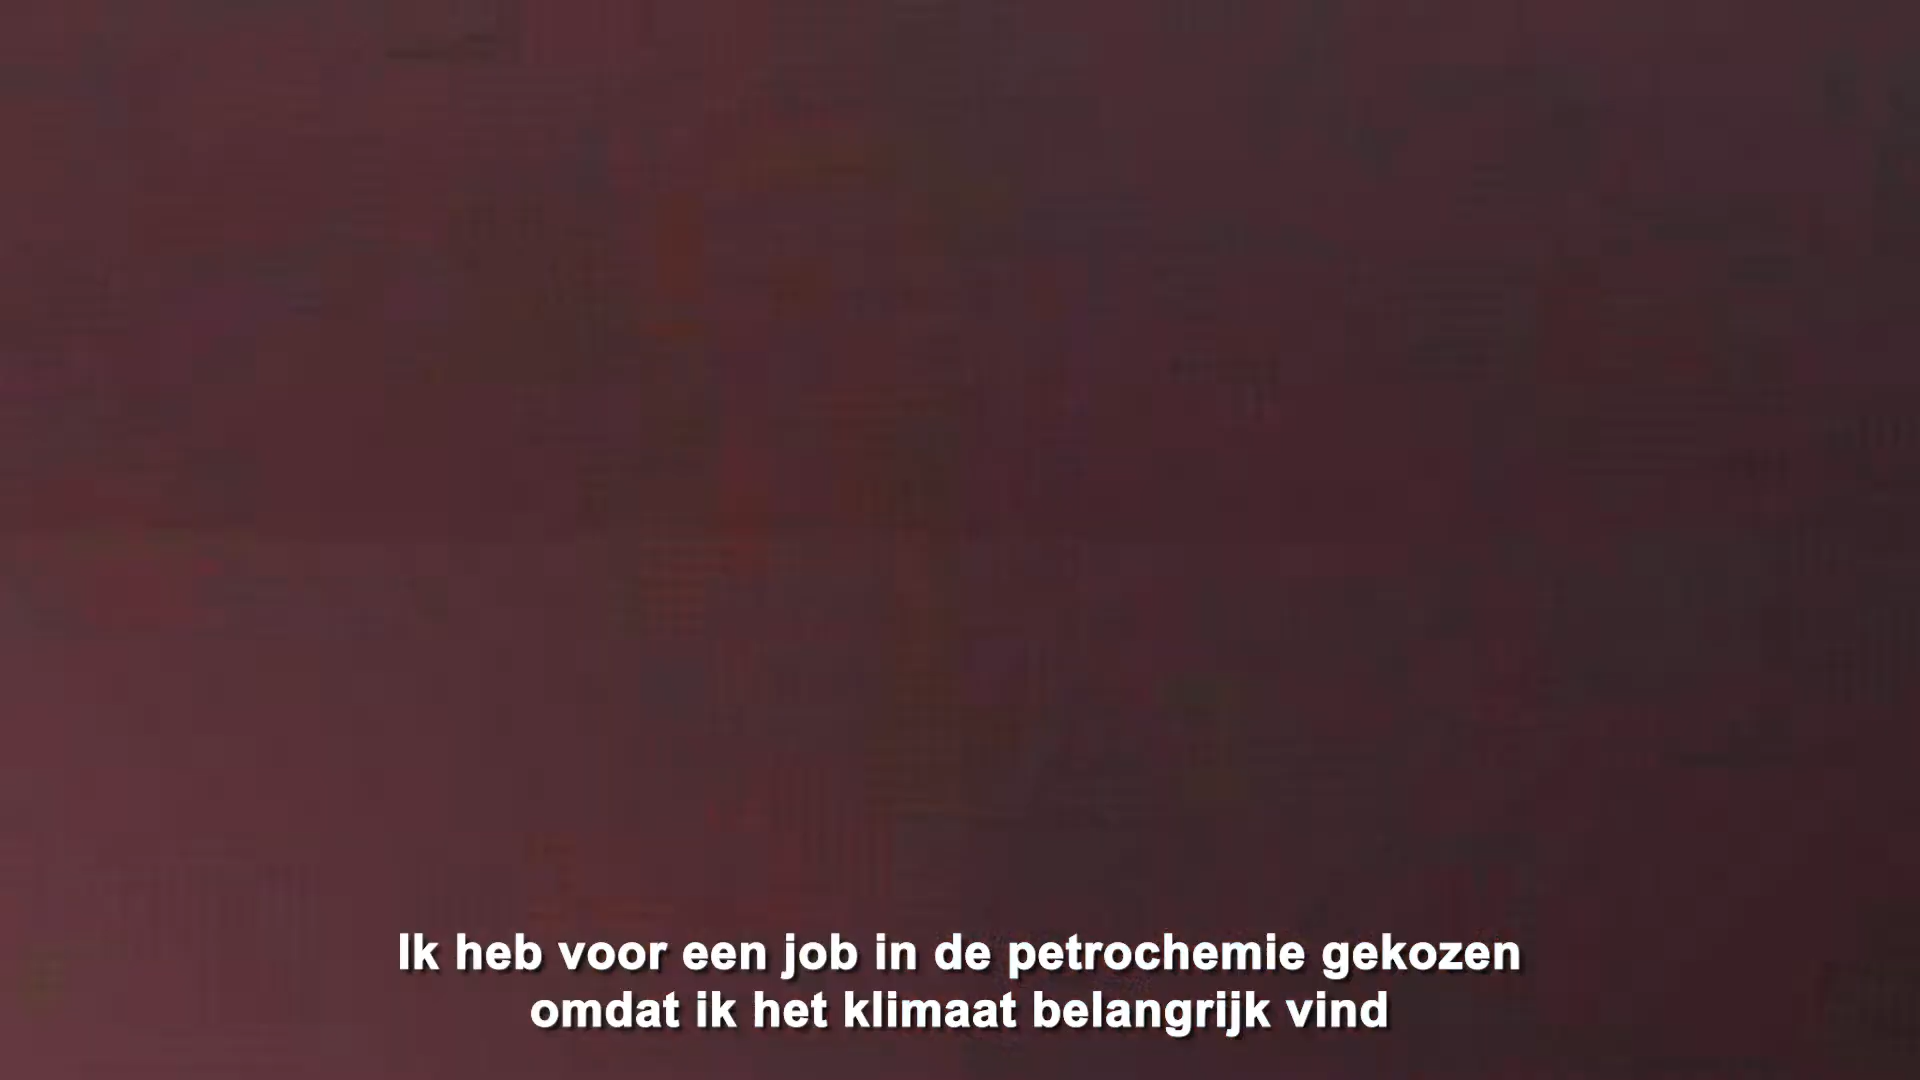 Ik heb voor een job in de petrochemie gekozen
omdat ik het klimaat belangrijk vind